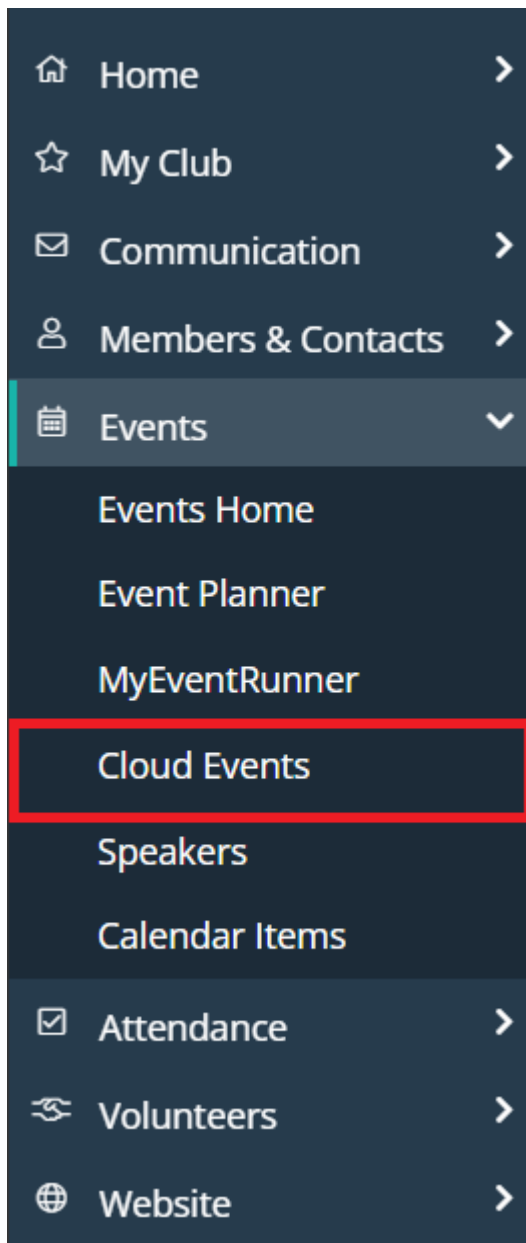 Home
My Club
Communication
Members & Contacts
Events
Events Home
Event Planner
MyEventRunner
Cloud Events
Speakers
Calendar Items
Attendance
Volunteers
Website